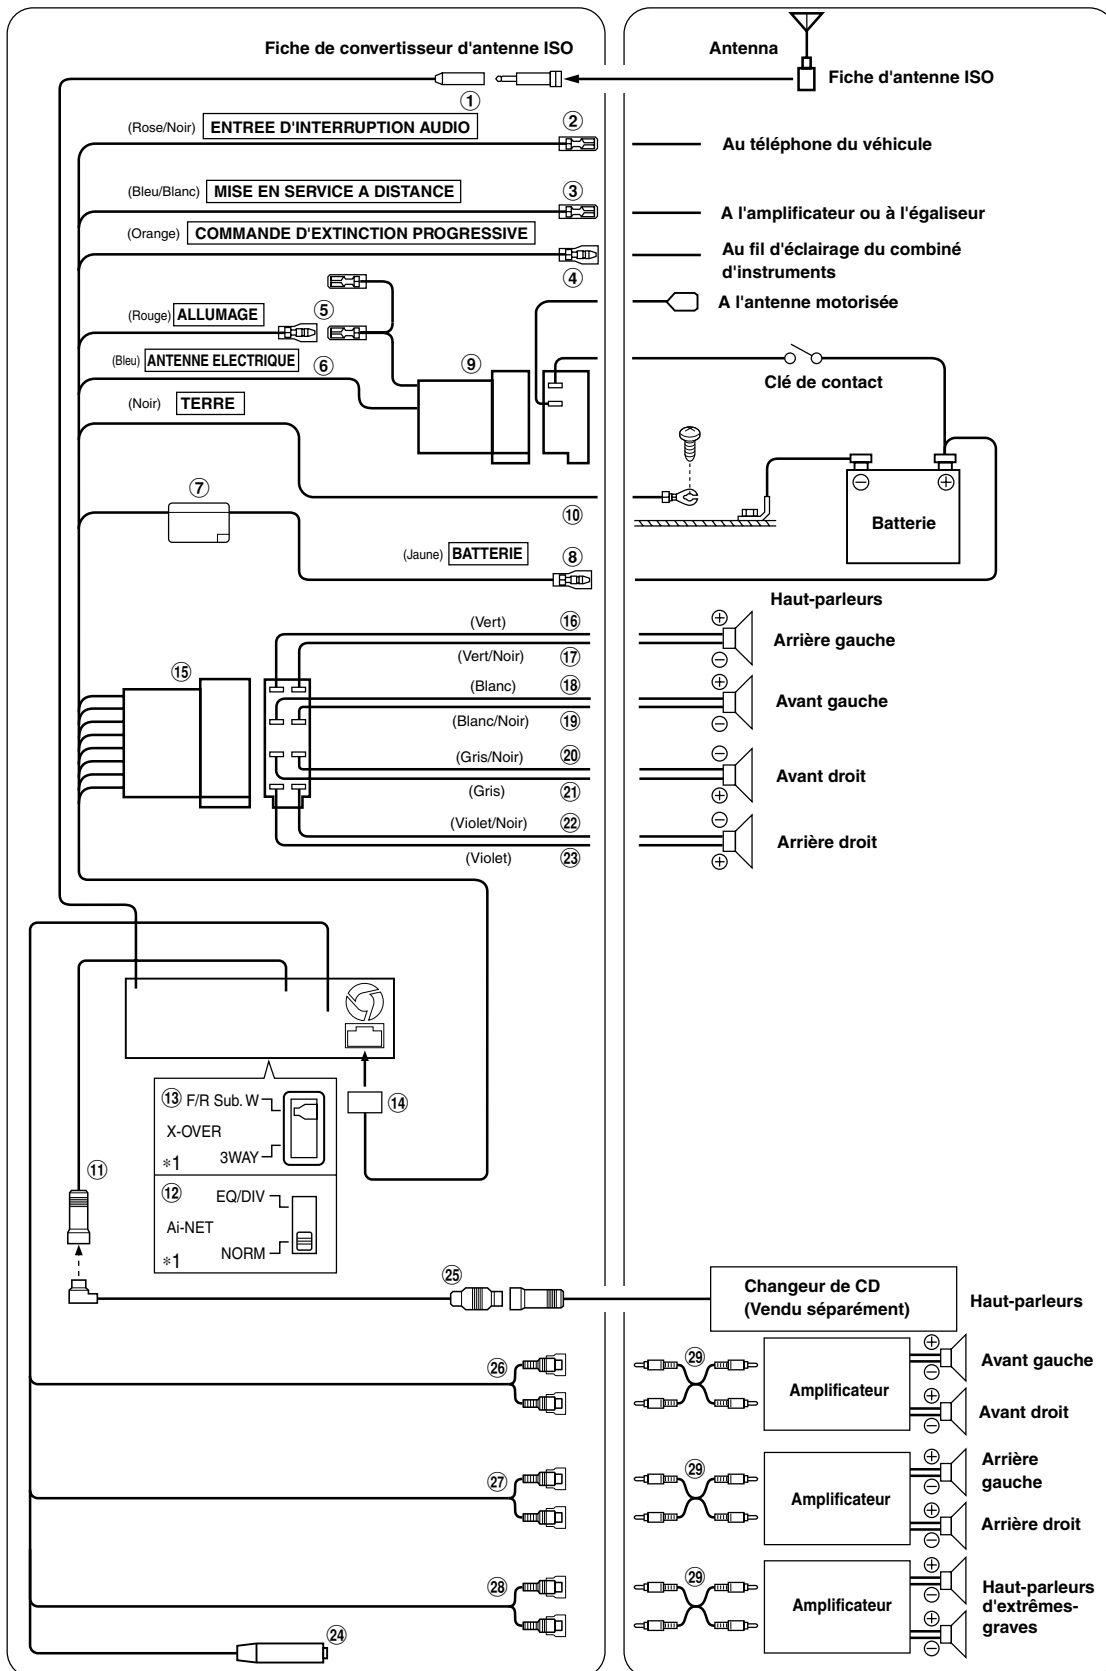 Fiche de convertisseur d'antenne ISO
Antenna
Fiche d'antenne ISO
①
(Rose/Noir) ENTREE D'INTERRUPTION AUDIO
②
Au téléphone du véhicule
(Bleu/Blanc) MISE EN SERVICE A DISTANCE
③
A l'amplificateur ou à l'égaliseur
(Orange) COMMANDE D'EXTINCTION PROGRESSIVE
④
Au fil d'éclairage du combiné
d'instruments
A l'antenne motorisée
(Rouge) ALLUMAGE
⑤
(Bleu) ANTENNE ELECTRIQUE
⑥
⑨
Clé de contact
(Noir) TERRE
⑦
⑩
⊖ ⊕
Batterie
(Jaune) BATTERIE
⑧
Haut-parleurs
(Vert) ⑯ ⊕
Arrière gauche
(Vert/Noir) ⑰ ⊖
⑮
(Blanc) ⑱ ⊕
Avant gauche
(Blanc/Noir) ⑲ ⊖
(Gris/Noir) ⑳ ⊖
Avant droit
(Gris) ㉑ ⊕
(Violet/Noir) ㉒ ⊖
Arrière droit
(Violet) ㉓ ⊕
⑬ F/R Sub. W
X-OVER
*1 3WAY
⑭
⑪
⑫ EQ/DIV
Ai-NET
*1 NORM
㉕
Changeur de CD
(Vendu séparément)
Haut-parleurs
㉖ ㉙
Amplificateur
⊕ ⊖ Avant gauche
⊕ ⊖ Avant droit
㉗ ㉙
Amplificateur
⊕ ⊖ Arrière
gauche
⊕ ⊖ Arrière droit
㉘ ㉙
Amplificateur
⊕ ⊖ ⊕ ⊖
Haut-parleurs
d'extrêmes-
graves
㉔